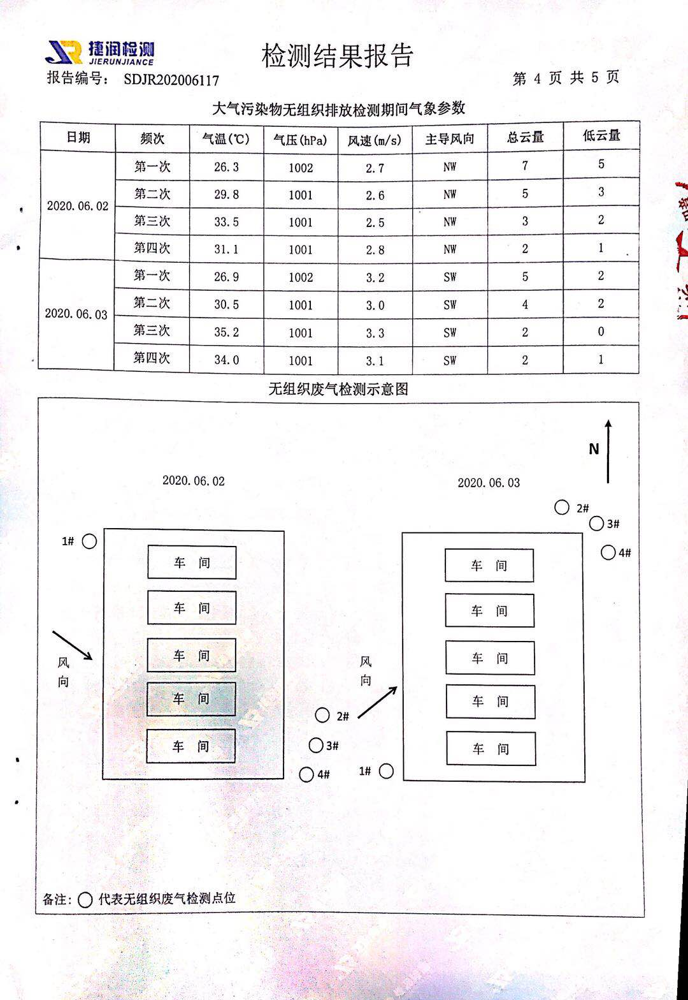 捷润检测
JIERUNJIANCE
检测结果报告
报告编号： SDJR202006117
第 4 页 共 5 页
大气污染物无组织排放检测期间气象参数
日期 频次 气温(℃) 气压(hPa) 风速(m/s) 主导风向 总云量 低云量
2020.06.02
第一次 26.3 1002 2.7 NW 7 5
第二次 29.8 1001 2.6 NW 5 3
第三次 33.5 1001 2.5 NW 3 2
第四次 31.1 1001 2.8 NW 2 1
2020.06.03
第一次 26.9 1002 3.2 SW 5 2
第二次 30.5 1001 3.0 SW 4 2
第三次 35.2 1001 3.3 SW 2 0
第四次 34.0 1001 3.1 SW 2 1
无组织废气检测示意图
N
2020.06.02
1#
车 间
车 间
车 间
车 间
车 间
风
向
2#
3#
4#
2020.06.03
2#
3#
4#
车 间
车 间
车 间
车 间
车 间
风
向
1#
备注: ○ 代表无组织废气检测点位